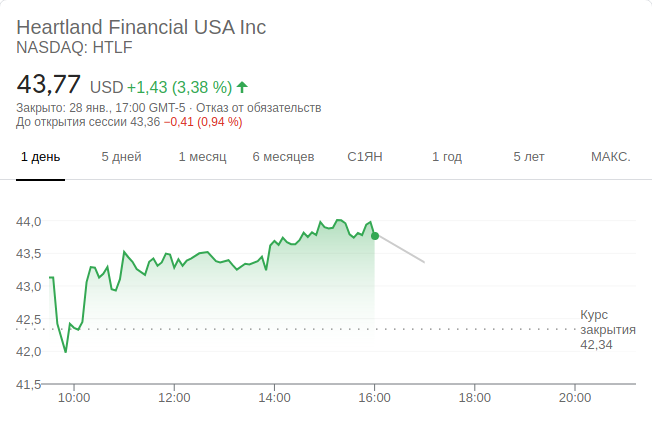 Heartland Financial USA Inc
NASDAQ: HTLF
43,77 USD +1,43 (3,38 %)
Закрыто: 28 янв., 17:00 GMT-5 · Отказ от обязательств
До открытия сессии 43,36 −0,41 (0,94 %)
1 день 5 дней 1 месяц 6 месяцев С1ЯН 1 год 5 лет МАКС.
44,0
43,5
43,0
42,5
42,0
41,5
Курс
закрытия
42,34
10:00 12:00 14:00 16:00 18:00 20:00